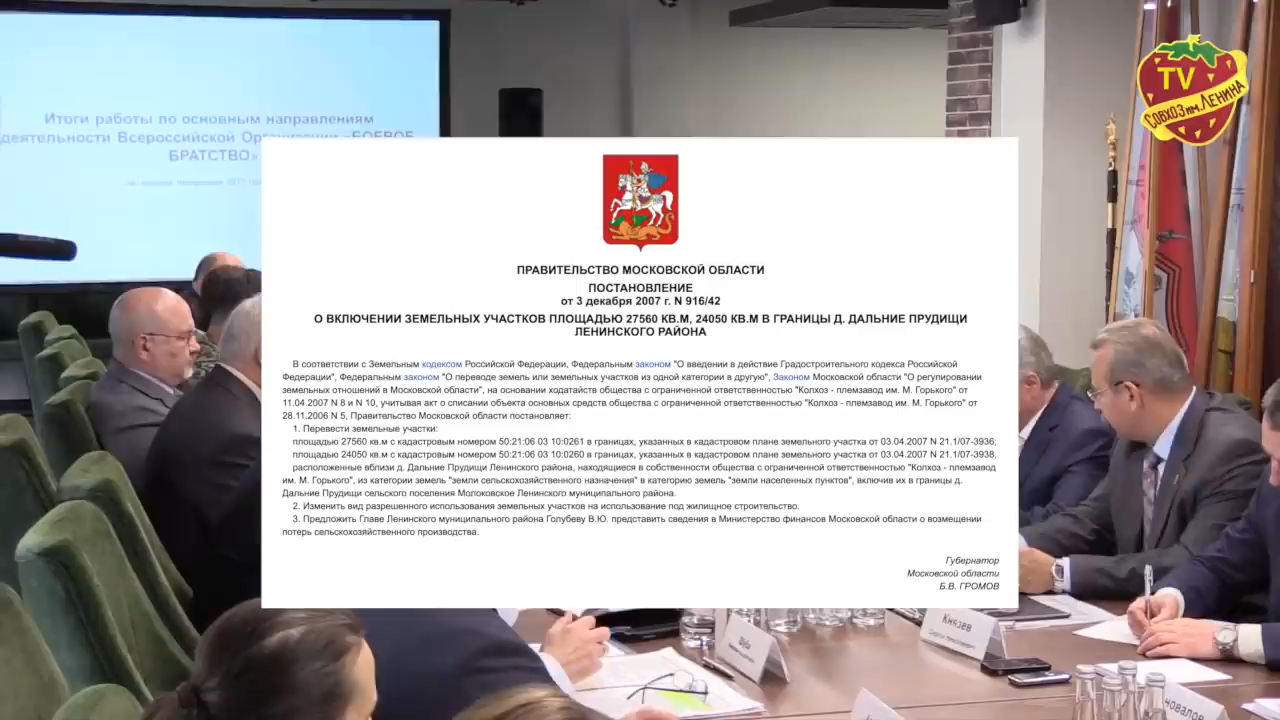 Итоги работы по основным направлениям
деятельности Всероссийской Организации «БОЕВОЕ
БРАТСТВО»
TV
СОВХОЗ им. ЛЕНИНА
ПРАВИТЕЛЬСТВО МОСКОВСКОЙ ОБЛАСТИ
ПОСТАНОВЛЕНИЕ
от 3 декабря 2007 г. N 916/42
О ВКЛЮЧЕНИИ ЗЕМЕЛЬНЫХ УЧАСТКОВ ПЛОЩАДЬЮ 27560 КВ.М, 24050 КВ.М В ГРАНИЦЫ Д. ДАЛЬНИЕ ПРУДИЩИ
ЛЕНИНСКОГО РАЙОНА
В соответствии с Земельным кодексом Российской Федерации, Федеральным законом "О введении в действие Градостроительного кодекса Российской
Федерации", Федеральным законом "О переводе земель или земельных участков из одной категории в другую", Законом Московской области "О регулировании
земельных отношений в Московской области", на основании ходатайств общества с ограниченной ответственностью "Колхоз - племзавод им. М. Горького" от
11.04.2007 N 8 и N 10, учитывая акт о списании объекта основных средств общества с ограниченной ответственностью "Колхоз - племзавод им. М. Горького" от
28.11.2006 N 5, Правительство Московской области постановляет:
1. Перевести земельные участки:
площадью 27560 кв.м с кадастровым номером 50:21:06 03 10:0261 в границах, указанных в кадастровом плане земельного участка от 03.04.2007 N 21.1/07-3936;
площадью 24050 кв.м с кадастровым номером 50:21:06 03 10:0260 в границах, указанных в кадастровом плане земельного участка от 03.04.2007 N 21.1/07-3938,
расположенные вблизи д. Дальние Прудищи Ленинского района, находящиеся в собственности общества с ограниченной ответственностью "Колхоз - племзавод
им. М. Горького", из категории земель "земли сельскохозяйственного назначения" в категорию земель "земли населенных пунктов", включив их в границы д.
Дальние Прудищи сельского поселения Молоковское Ленинского муниципального района.
2. Изменить вид разрешенного использования земельных участков на использование под жилищное строительство.
3. Предложить Главе Ленинского муниципального района Голубеву В.Ю. представить сведения в Министерство финансов Московской области о возмещении
потерь сельскохозяйственного производства.
Губернатор
Московской области
Б.В. ГРОМОВ
Князев